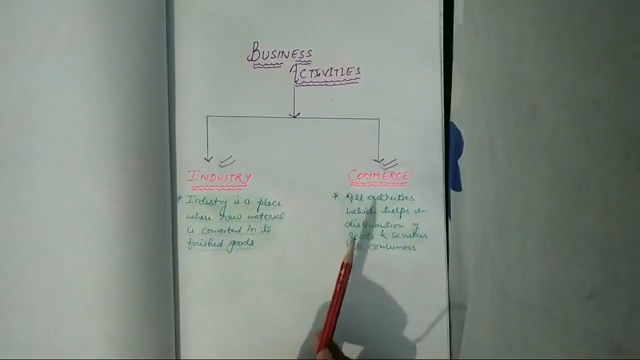 BUSINESS
ACTIVITIES
INDUSTRY
COMMERCE
* Industry is a place
where raw material
is converted in to
finished goods
* All activities
which helps in
distribution of
goods & services
to consumers